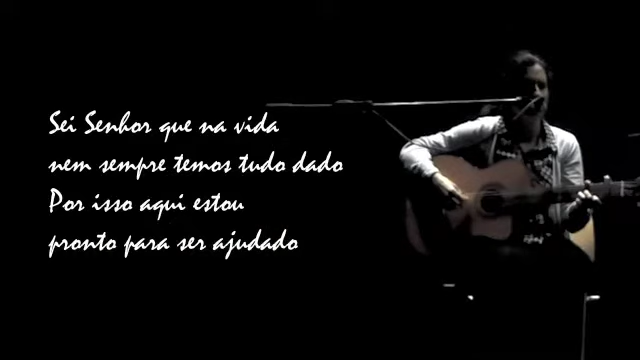 Sei Senhor que na vida
nem sempre temos tudo dado
Por isso aqui estou
pronto para ser ajudado